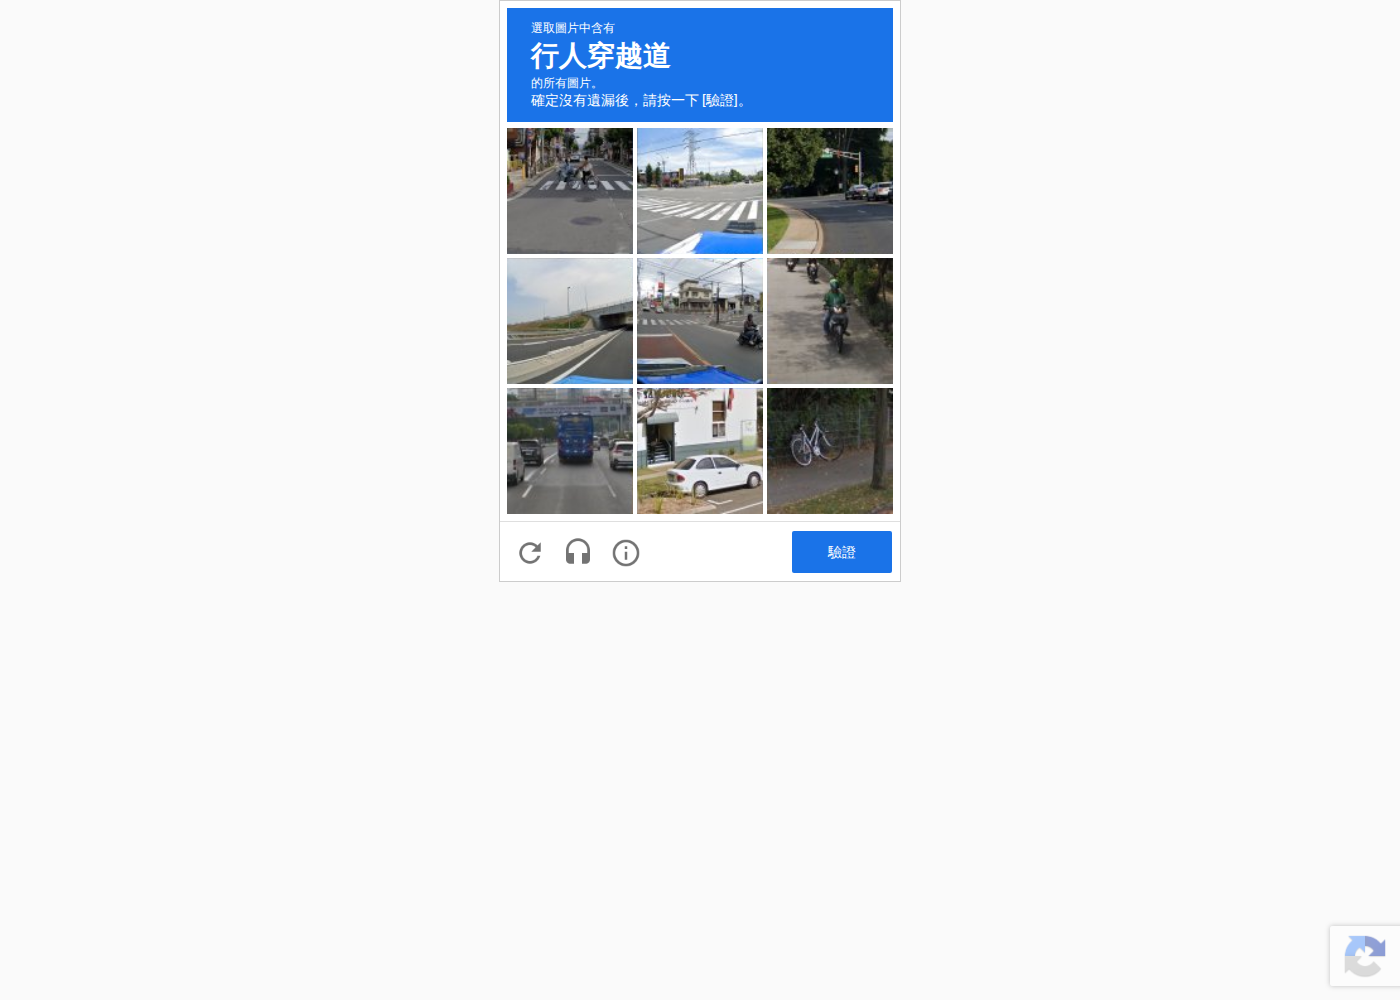 選取圖片中含有
行人穿越道
的所有圖片。
確定沒有遺漏後，請按一下 [驗證]。
驗證